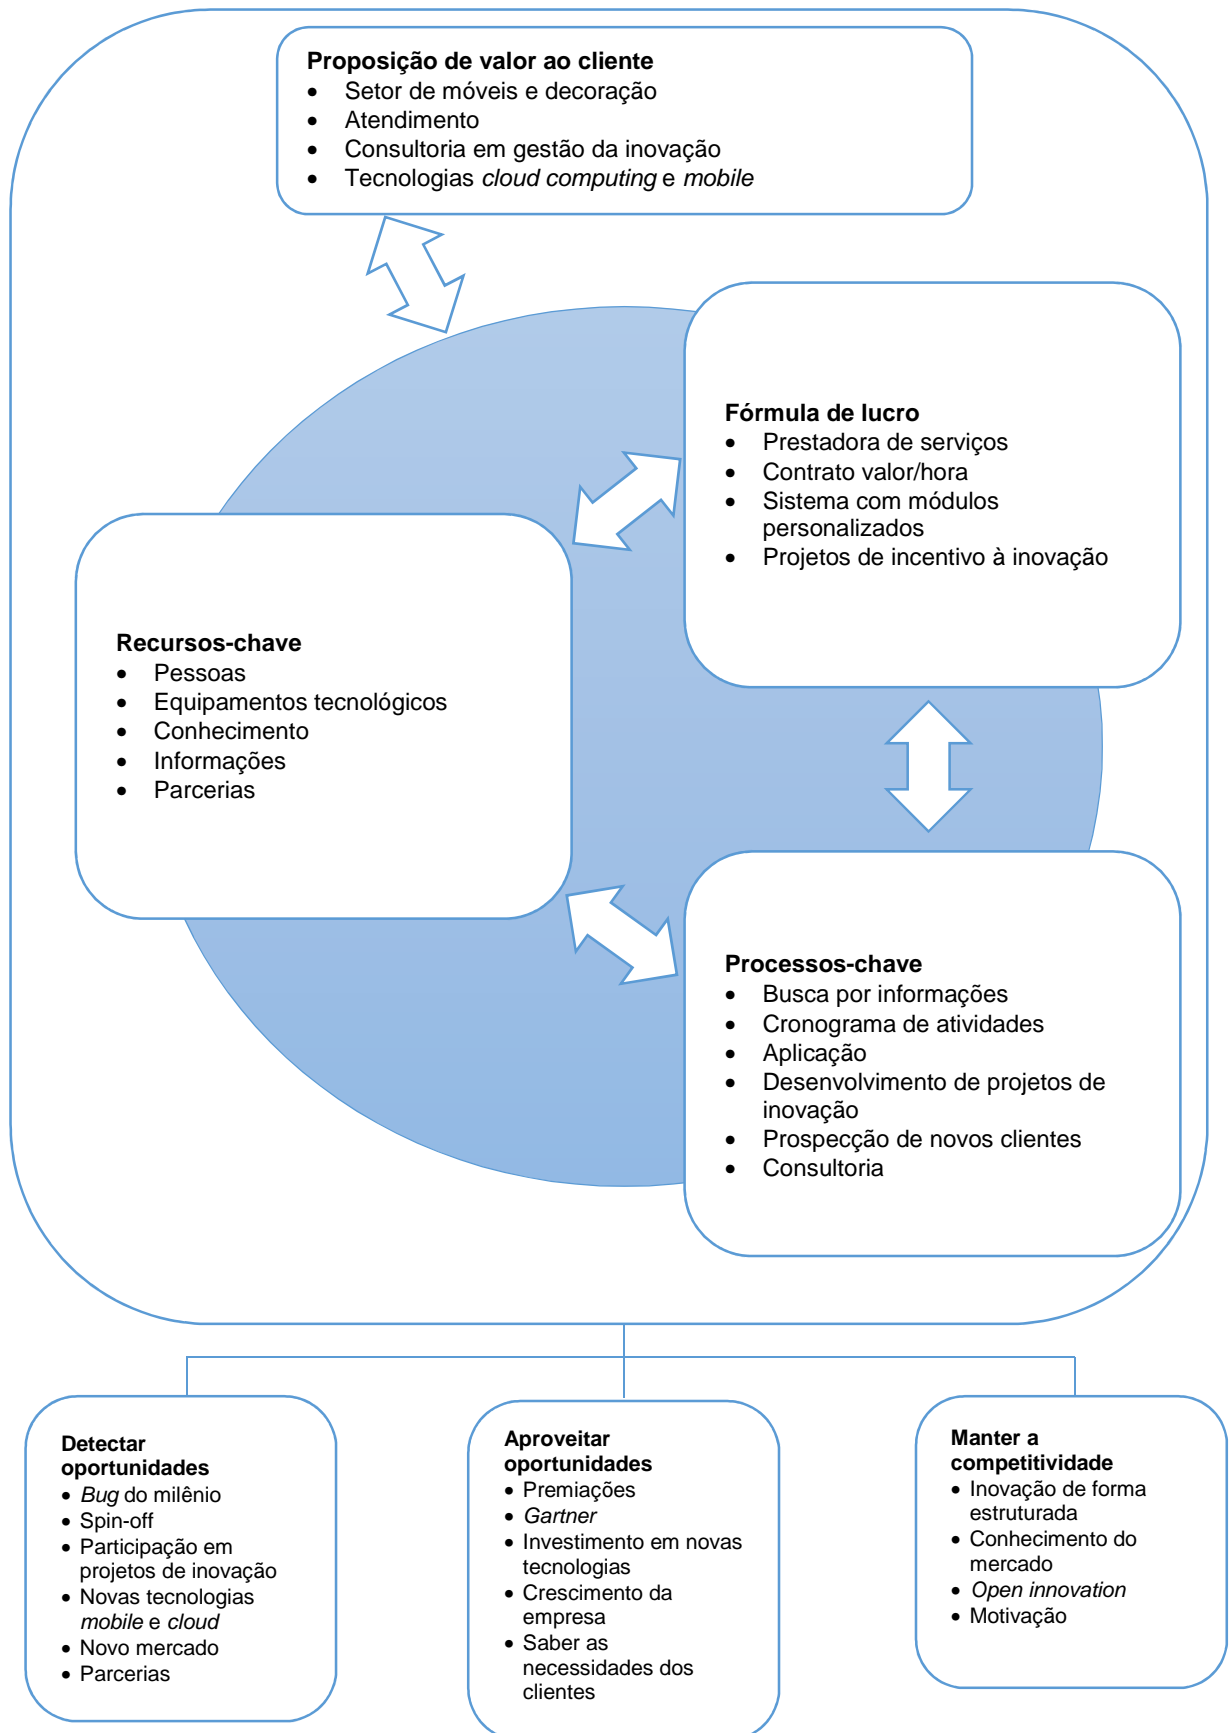 Proposição de valor ao cliente
• Setor de móveis e decoração
• Atendimento
• Consultoria em gestão da inovação
• Tecnologias cloud computing e mobile
Fórmula de lucro
• Prestadora de serviços
• Contrato valor/hora
• Sistema com módulos
personalizados
• Projetos de incentivo à inovação
Recursos-chave
• Pessoas
• Equipamentos tecnológicos
• Conhecimento
• Informações
• Parcerias
Processos-chave
• Busca por informações
• Cronograma de atividades
• Aplicação
• Desenvolvimento de projetos de
inovação
• Prospecção de novos clientes
• Consultoria
Detectar
oportunidades
• Bug do milênio
• Spin-off
• Participação em
projetos de inovação
• Novas tecnologias
mobile e cloud
• Novo mercado
• Parcerias
Aproveitar
oportunidades
• Premiações
• Gartner
• Investimento em novas
tecnologias
• Crescimento da
empresa
• Saber as
necessidades dos
clientes
Manter a
competitividade
• Inovação de forma
estruturada
• Conhecimento do
mercado
• Open innovation
• Motivação